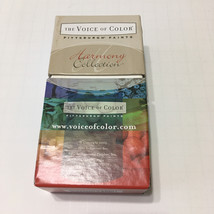 THE VOICE OF COLOR
PITTSBURGH PAINTS
Harmony
Collection
THE VOICE OF COLOR
PITTSBURGH PAINTS
www.voiceofcolor.com